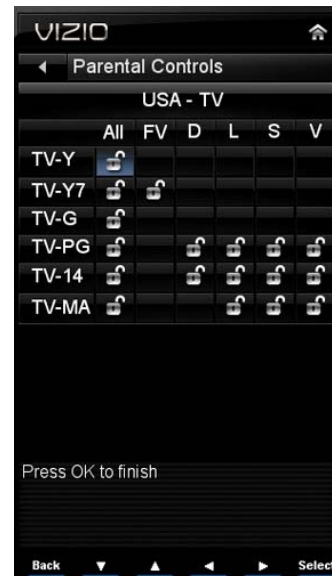 VIZIO
Parental Controls
USA - TV
All FV D L S V
TV-Y
TV-Y7
TV-G
TV-PG
TV-14
TV-MA
Press OK to finish
Back Select